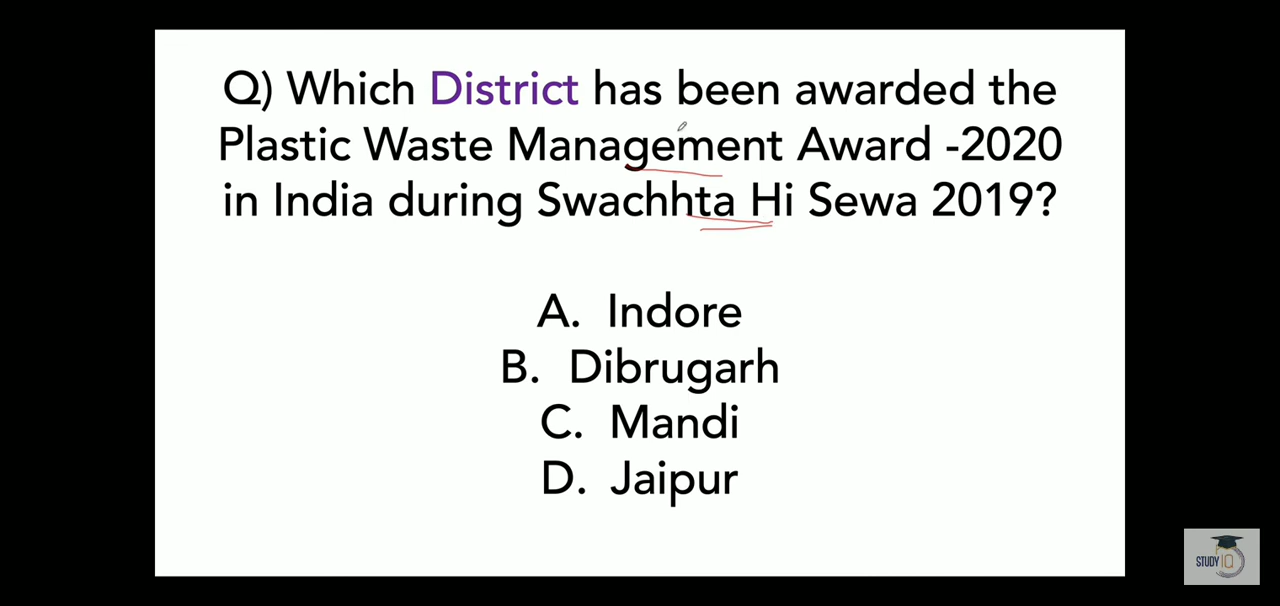 Q) Which District has been awarded the
Plastic Waste Management Award -2020
in India during Swachhta Hi Sewa 2019?
A. Indore
B. Dibrugarh
C. Mandi
D. Jaipur
STUDY IQ